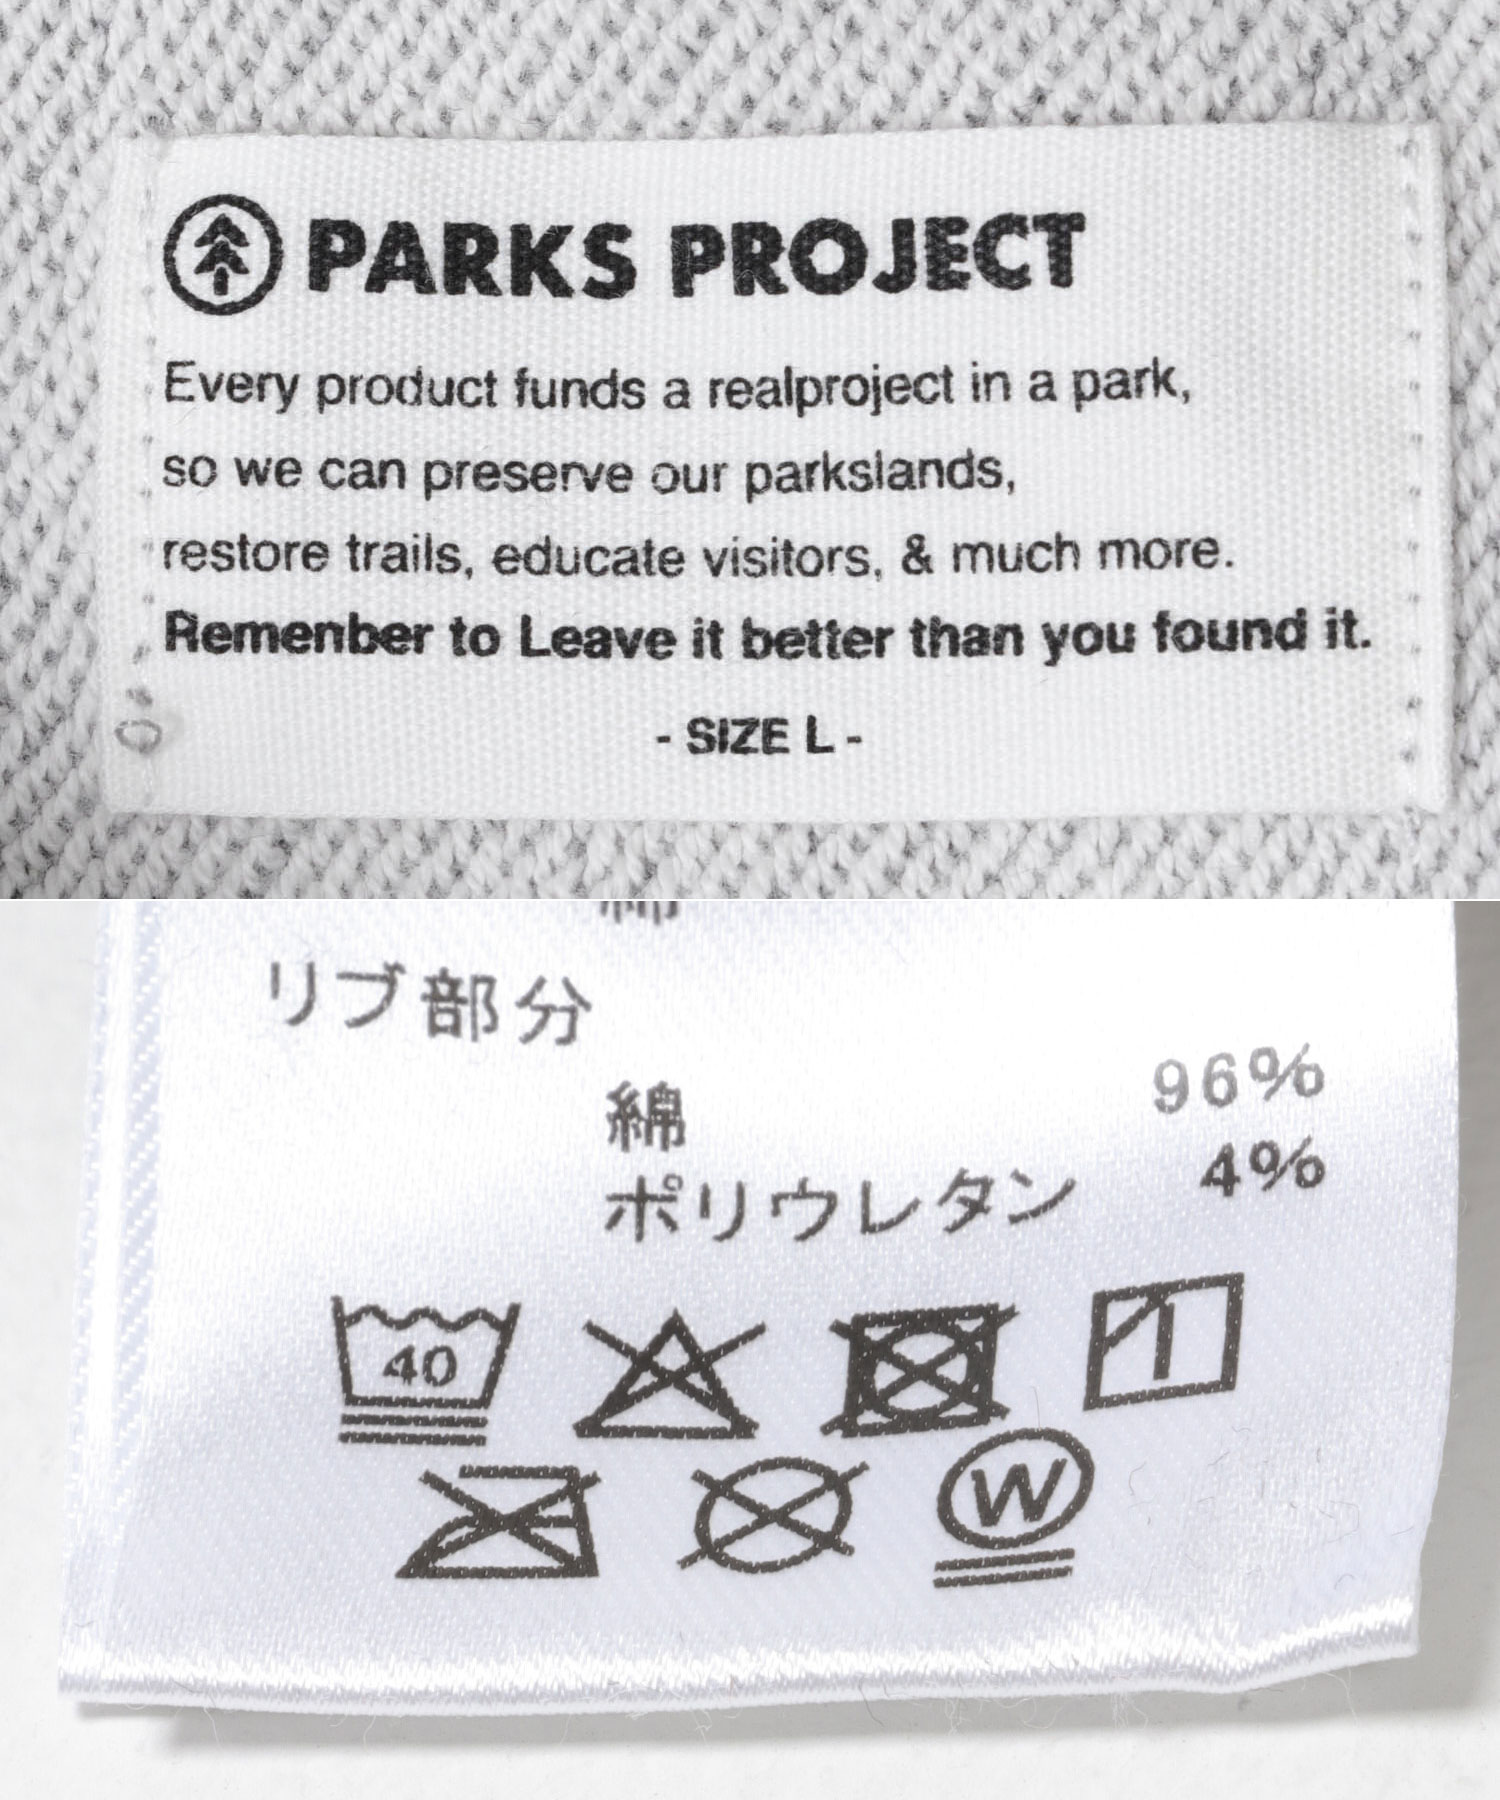 PARKS PROJECT
Every product funds a realproject in a park,
so we can preserve our parkslands,
restore trails, educate visitors, & much more.
Remenber to Leave it better than you found it.
- SIZE L -
リブ部分
綿 96%
ポリウレタン 4%
40
W